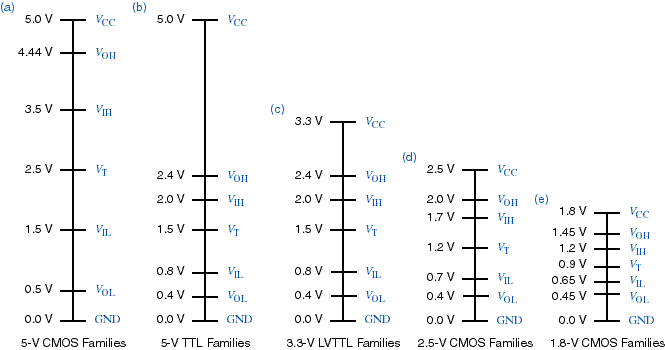 (a)
5.0 V VCC
4.44 V VOH
3.5 V VIH
2.5 V VT
1.5 V VIL
0.5 V VOL
0.0 V GND
5-V CMOS Families
(b)
5.0 V VCC
2.4 V VOH
2.0 V VIH
1.5 V VT
0.8 V VIL
0.4 V VOL
0.0 V GND
5-V TTL Families
(c)
3.3 V VCC
2.4 V VOH
2.0 V VIH
1.5 V VT
0.8 V VIL
0.4 V VOL
0.0 V GND
3.3-V LVTTL Families
(d)
2.5 V VCC
2.0 V VOH
1.7 V VIH
1.2 V VT
0.7 V VIL
0.4 V VOL
0.0 V GND
2.5-V CMOS Families
(e)
1.8 V VCC
1.45 V VOH
1.2 V VIH
0.9 V VT
0.65 V VIL
0.45 V VOL
0.0 V GND
1.8-V CMOS Families